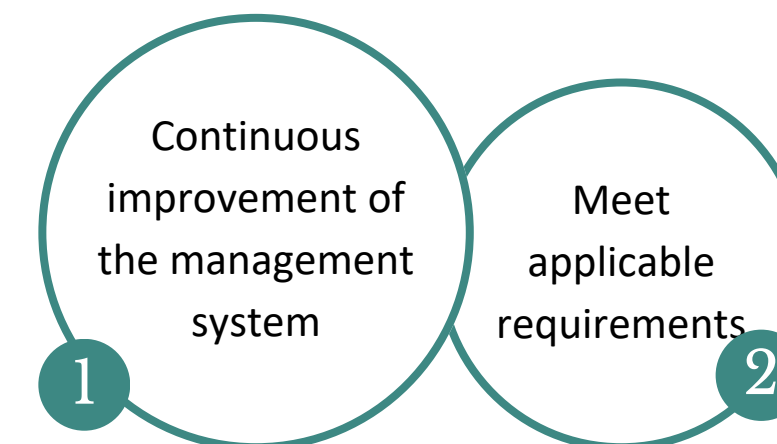 Continuous
improvement of
the management
system
1
Meet
applicable
requirements
2